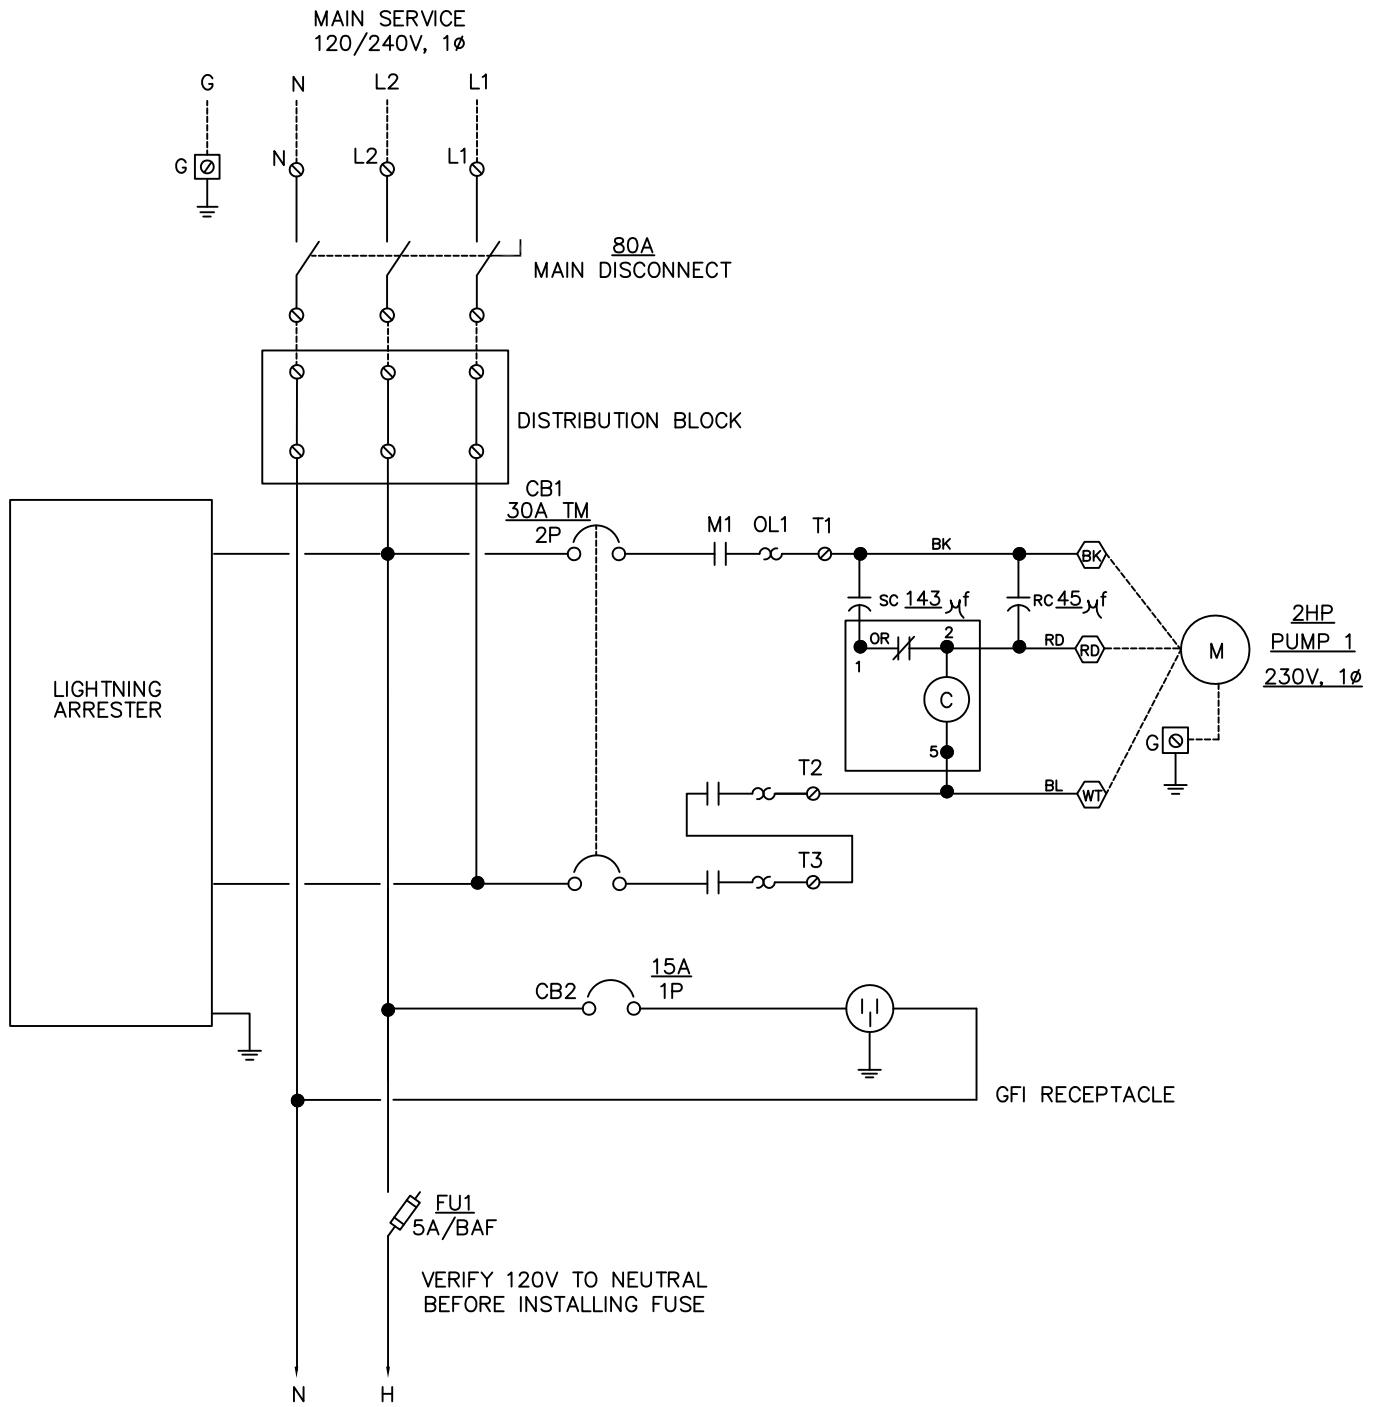 MAIN SERVICE
120/240V, 1ø
G N L2 L1
G N L2 L1
80A
MAIN DISCONNECT
DISTRIBUTION BLOCK
CB1
30A TM
2P
M1 OL1 T1
BK
BK
SC 143 μf
RC 45 μf
OR
2
1
RD
RD
C
5
M
2HP
PUMP 1
230V, 1ø
G
LIGHTNING
ARRESTER
T2
BL
WT
T3
15A
CB2
1P
GFI RECEPTACLE
FU1
5A/BAF
VERIFY 120V TO NEUTRAL
BEFORE INSTALLING FUSE
N H